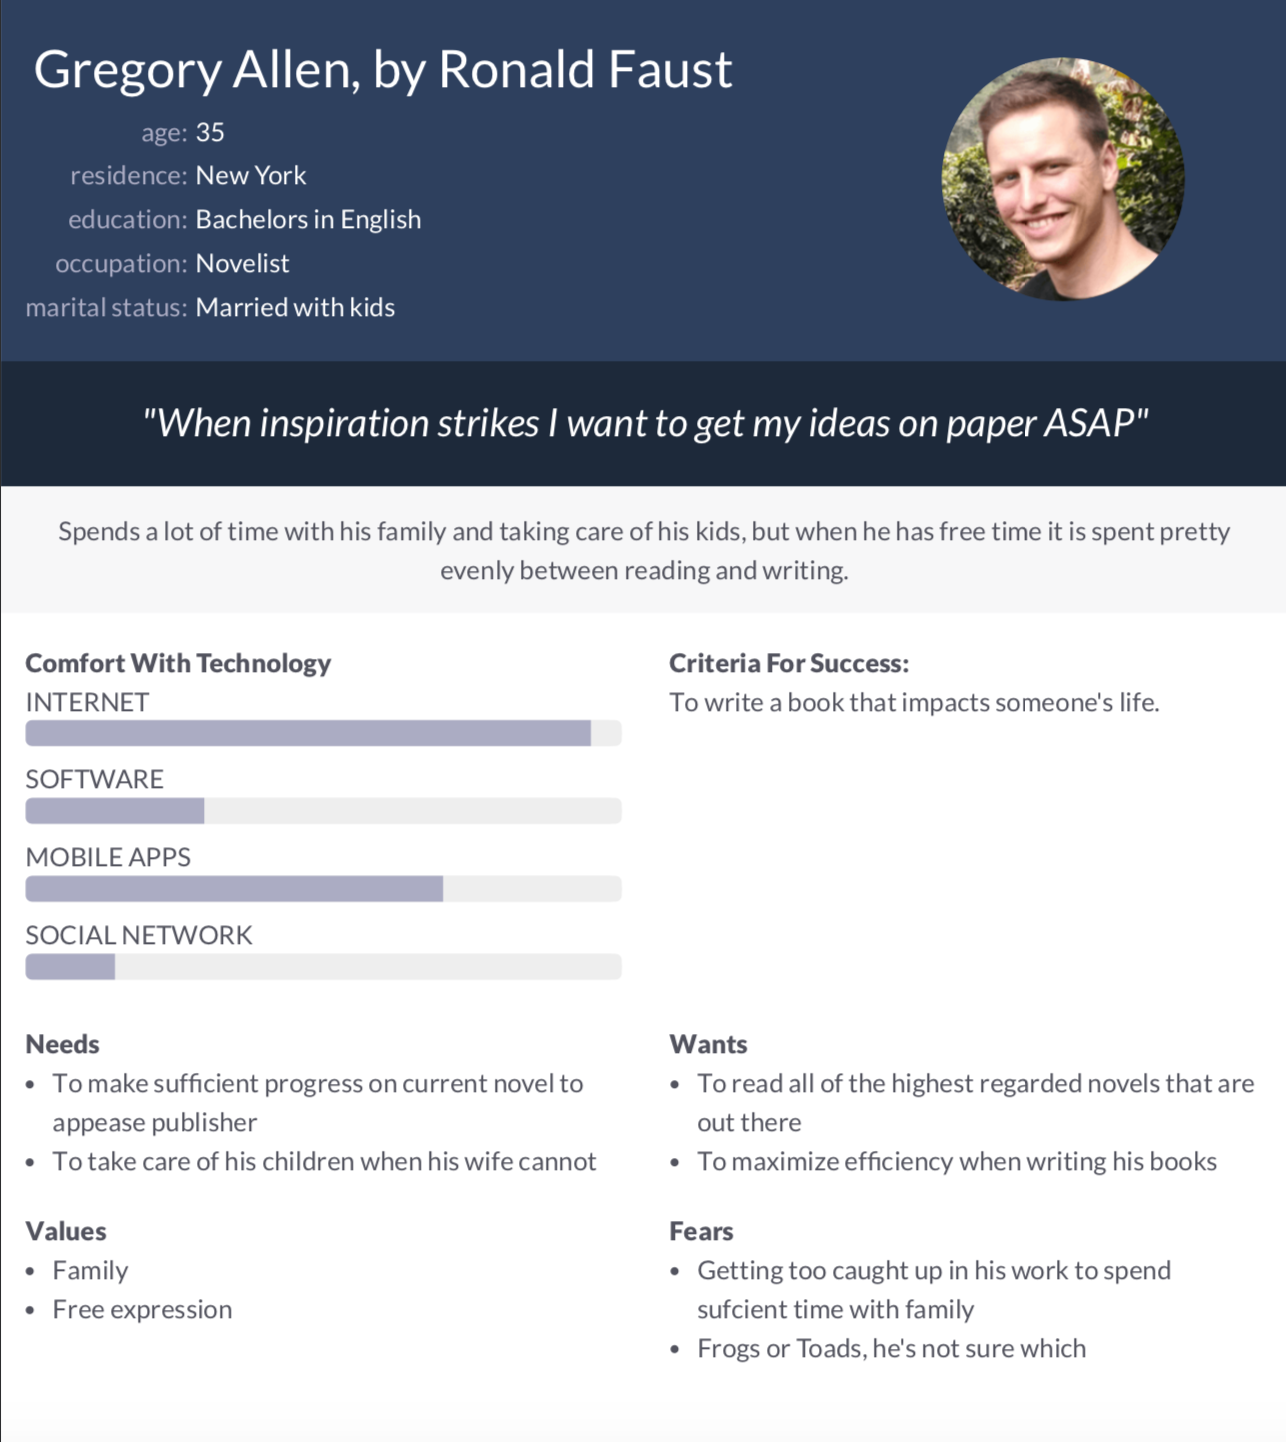 Gregory Allen, by Ronald Faust
age: 35
residence: New York
education: Bachelors in English
occupation: Novelist
marital status: Married with kids
"When inspiration strikes I want to get my ideas on paper ASAP"
Spends a lot of time with his family and taking care of his kids, but when he has free time it is spent pretty
evenly between reading and writing.
Comfort With Technology
INTERNET
SOFTWARE
MOBILE APPS
SOCIAL NETWORK
Criteria For Success:
To write a book that impacts someone's life.
Needs
• To make sufficient progress on current novel to
appease publisher
• To take care of his children when his wife cannot
Wants
• To read all of the highest regarded novels that are
out there
• To maximize efficiency when writing his books
Values
• Family
• Free expression
Fears
• Getting too caught up in his work to spend
sufcient time with family
• Frogs or Toads, he's not sure which